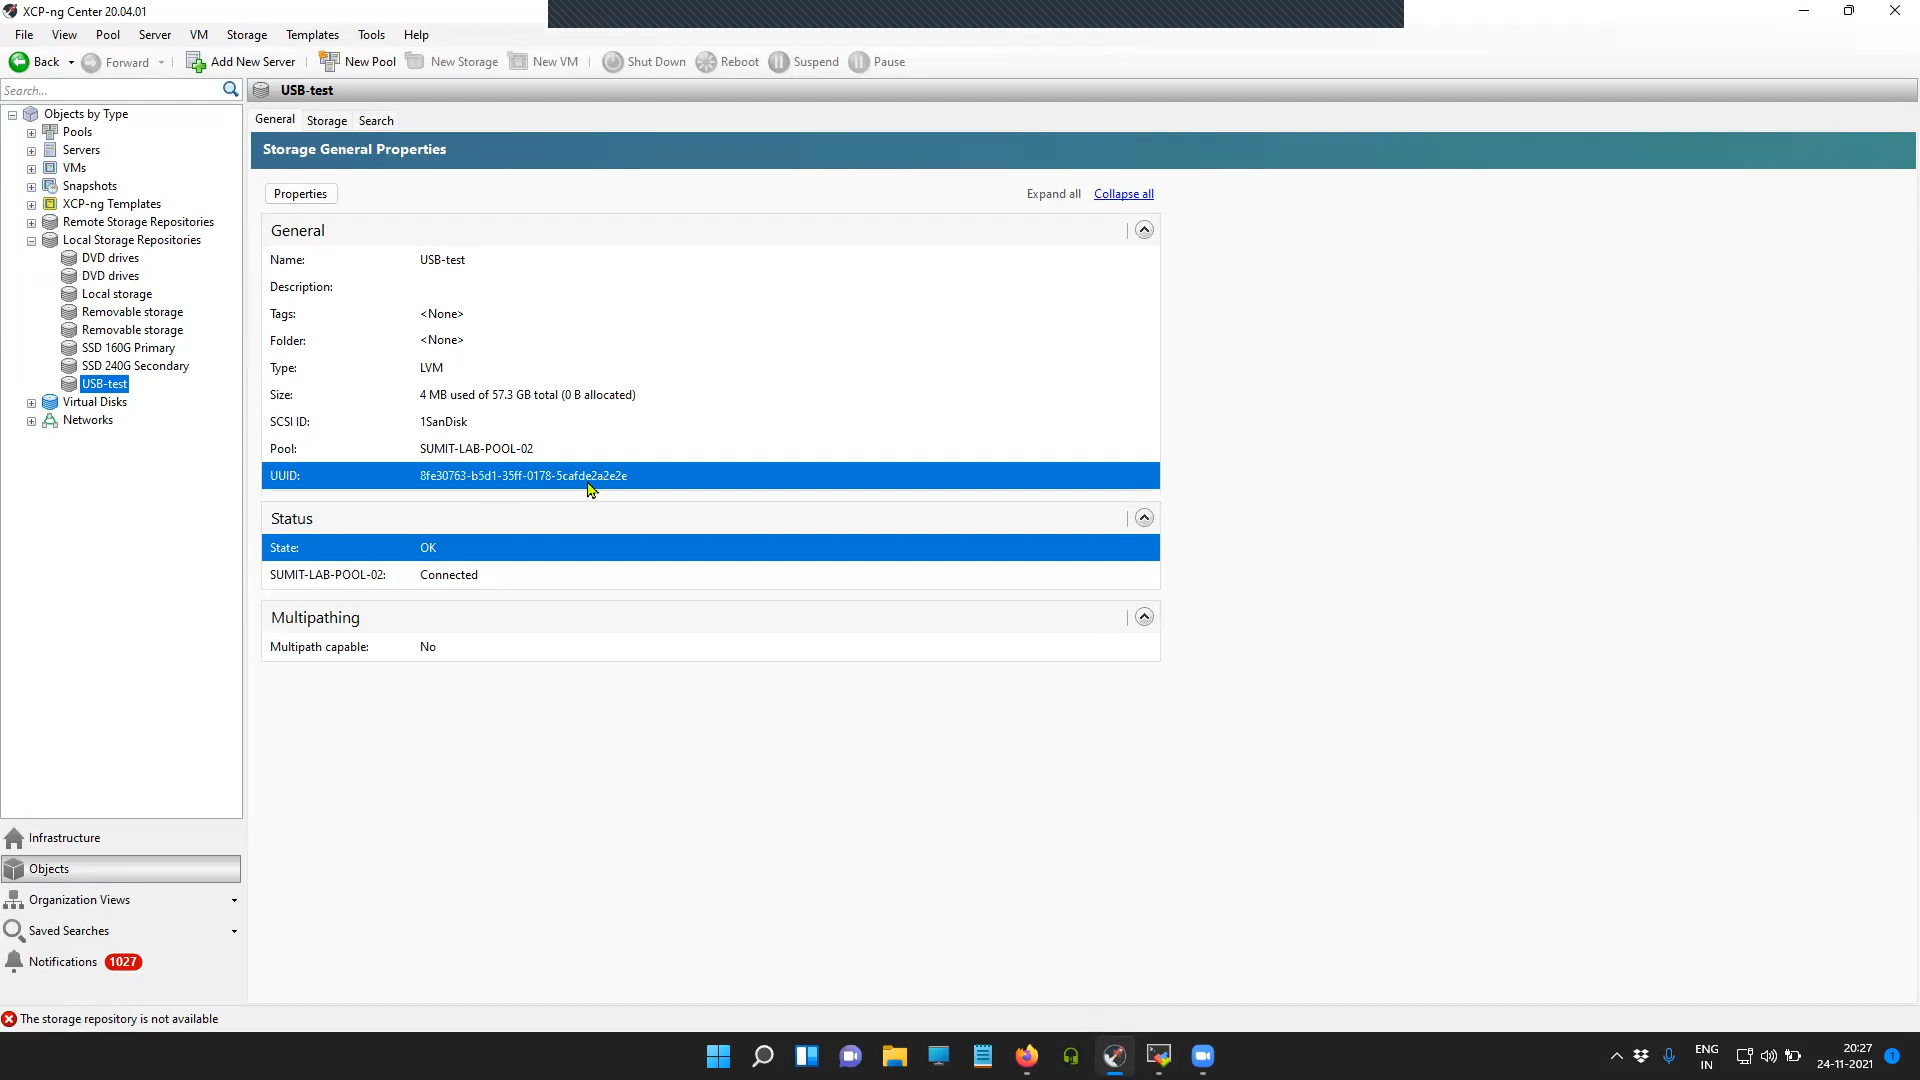 XCP-ng Center 20.04.01
File View Pool Server VM Storage Templates Tools Help
Back Forward Add New Server New Pool New Storage New VM Shut Down Reboot Suspend Pause
Search...
USB-test
General Storage Search
Storage General Properties
Properties Expand all Collapse all
Objects by Type
Pools
Servers
VMs
Snapshots
XCP-ng Templates
Remote Storage Repositories
Local Storage Repositories
DVD drives
DVD drives
Local storage
Removable storage
Removable storage
SSD 160G Primary
SSD 240G Secondary
USB-test
Virtual Disks
Networks
General
Name: USB-test
Description:
Tags: <None>
Folder: <None>
Type: LVM
Size: 4 MB used of 57.3 GB total (0 B allocated)
SCSI ID: 1SanDisk
Pool: SUMIT-LAB-POOL-02
UUID: 8fe30763-b5d1-35ff-0178-5cafde2a2e2e
Status
State: OK
SUMIT-LAB-POOL-02: Connected
Multipathing
Multipath capable: No
Infrastructure
Objects
Organization Views
Saved Searches
Notifications 1027
The storage repository is not available
ENG
IN
20:27
24-11-2021
1